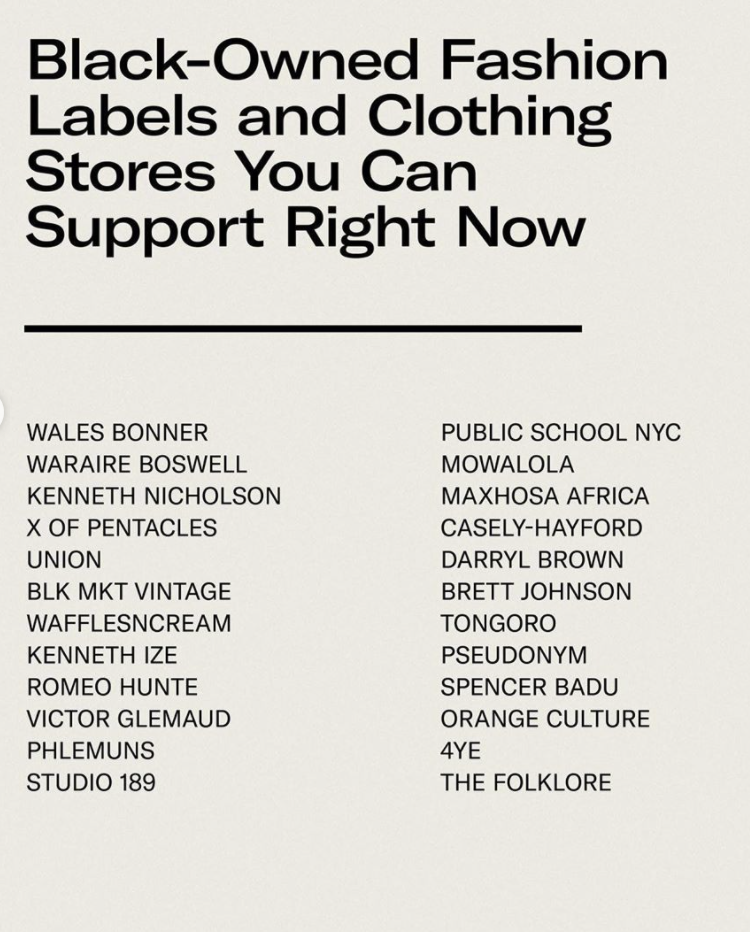 Black-Owned Fashion
Labels and Clothing
Stores You Can
Support Right Now
WALES BONNER
WARAIRE BOSWELL
KENNETH NICHOLSON
X OF PENTACLES
UNION
BLK MKT VINTAGE
WAFFLESNCREAM
KENNETH IZE
ROMEO HUNTE
VICTOR GLEMAUD
PHLEMUNS
STUDIO 189
PUBLIC SCHOOL NYC
MOWALOLA
MAXHOSA AFRICA
CASELY-HAYFORD
DARRYL BROWN
BRETT JOHNSON
TONGORO
PSEUDONYM
SPENCER BADU
ORANGE CULTURE
4YE
THE FOLKLORE